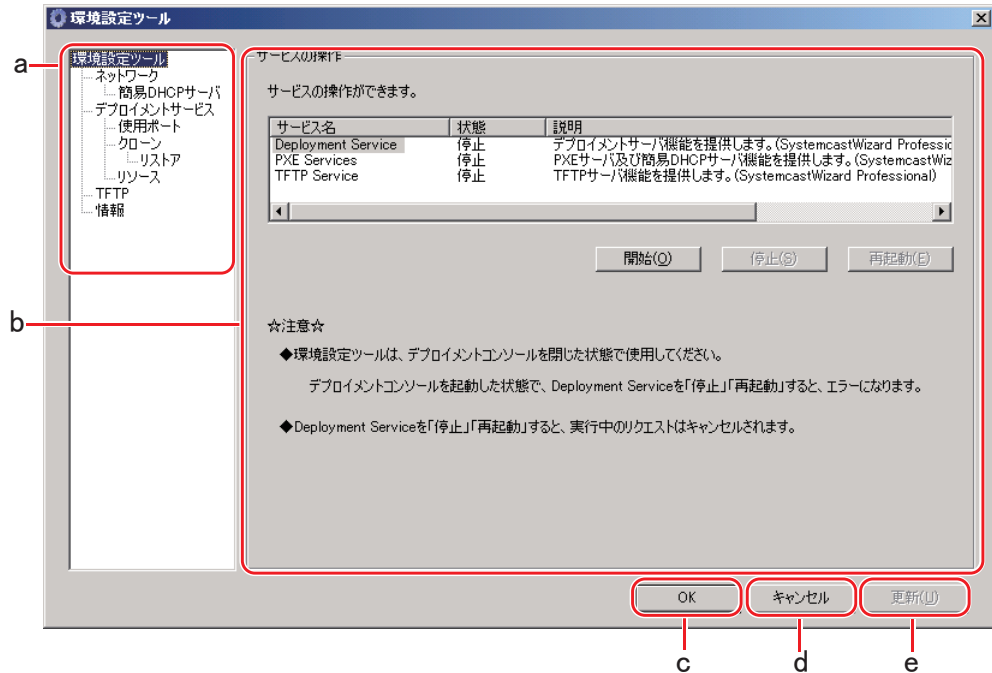 環境設定ツール
a
環境設定ツール
ネットワーク
簡易DHCPサーバ
デプロイメントサービス
使用ポート
クローン
リストア
リソース
TFTP
情報
b
サービスの操作
サービスの操作ができます。
サービス名 状態 説明
Deployment Service 停止 デプロイメントサーバ機能を提供します。(SystemcastWizard Professic
PXE Services 停止 PXEサーバ及び簡易DHCPサーバ機能を提供します。(SystemcastWiz
TFTP Service 停止 TFTPサーバ機能を提供します。(SystemcastWizard Professional)
開始(O) 停止(S) 再起動(E)
☆注意☆
◆環境設定ツールは、デプロイメントコンソールを閉じた状態で使用してください。
デプロイメントコンソールを起動した状態で、Deployment Serviceを「停止」「再起動」すると、エラーになります。
◆Deployment Serviceを「停止」「再起動」すると、実行中のリクエストはキャンセルされます。
OK キャンセル 更新(U)
c d e